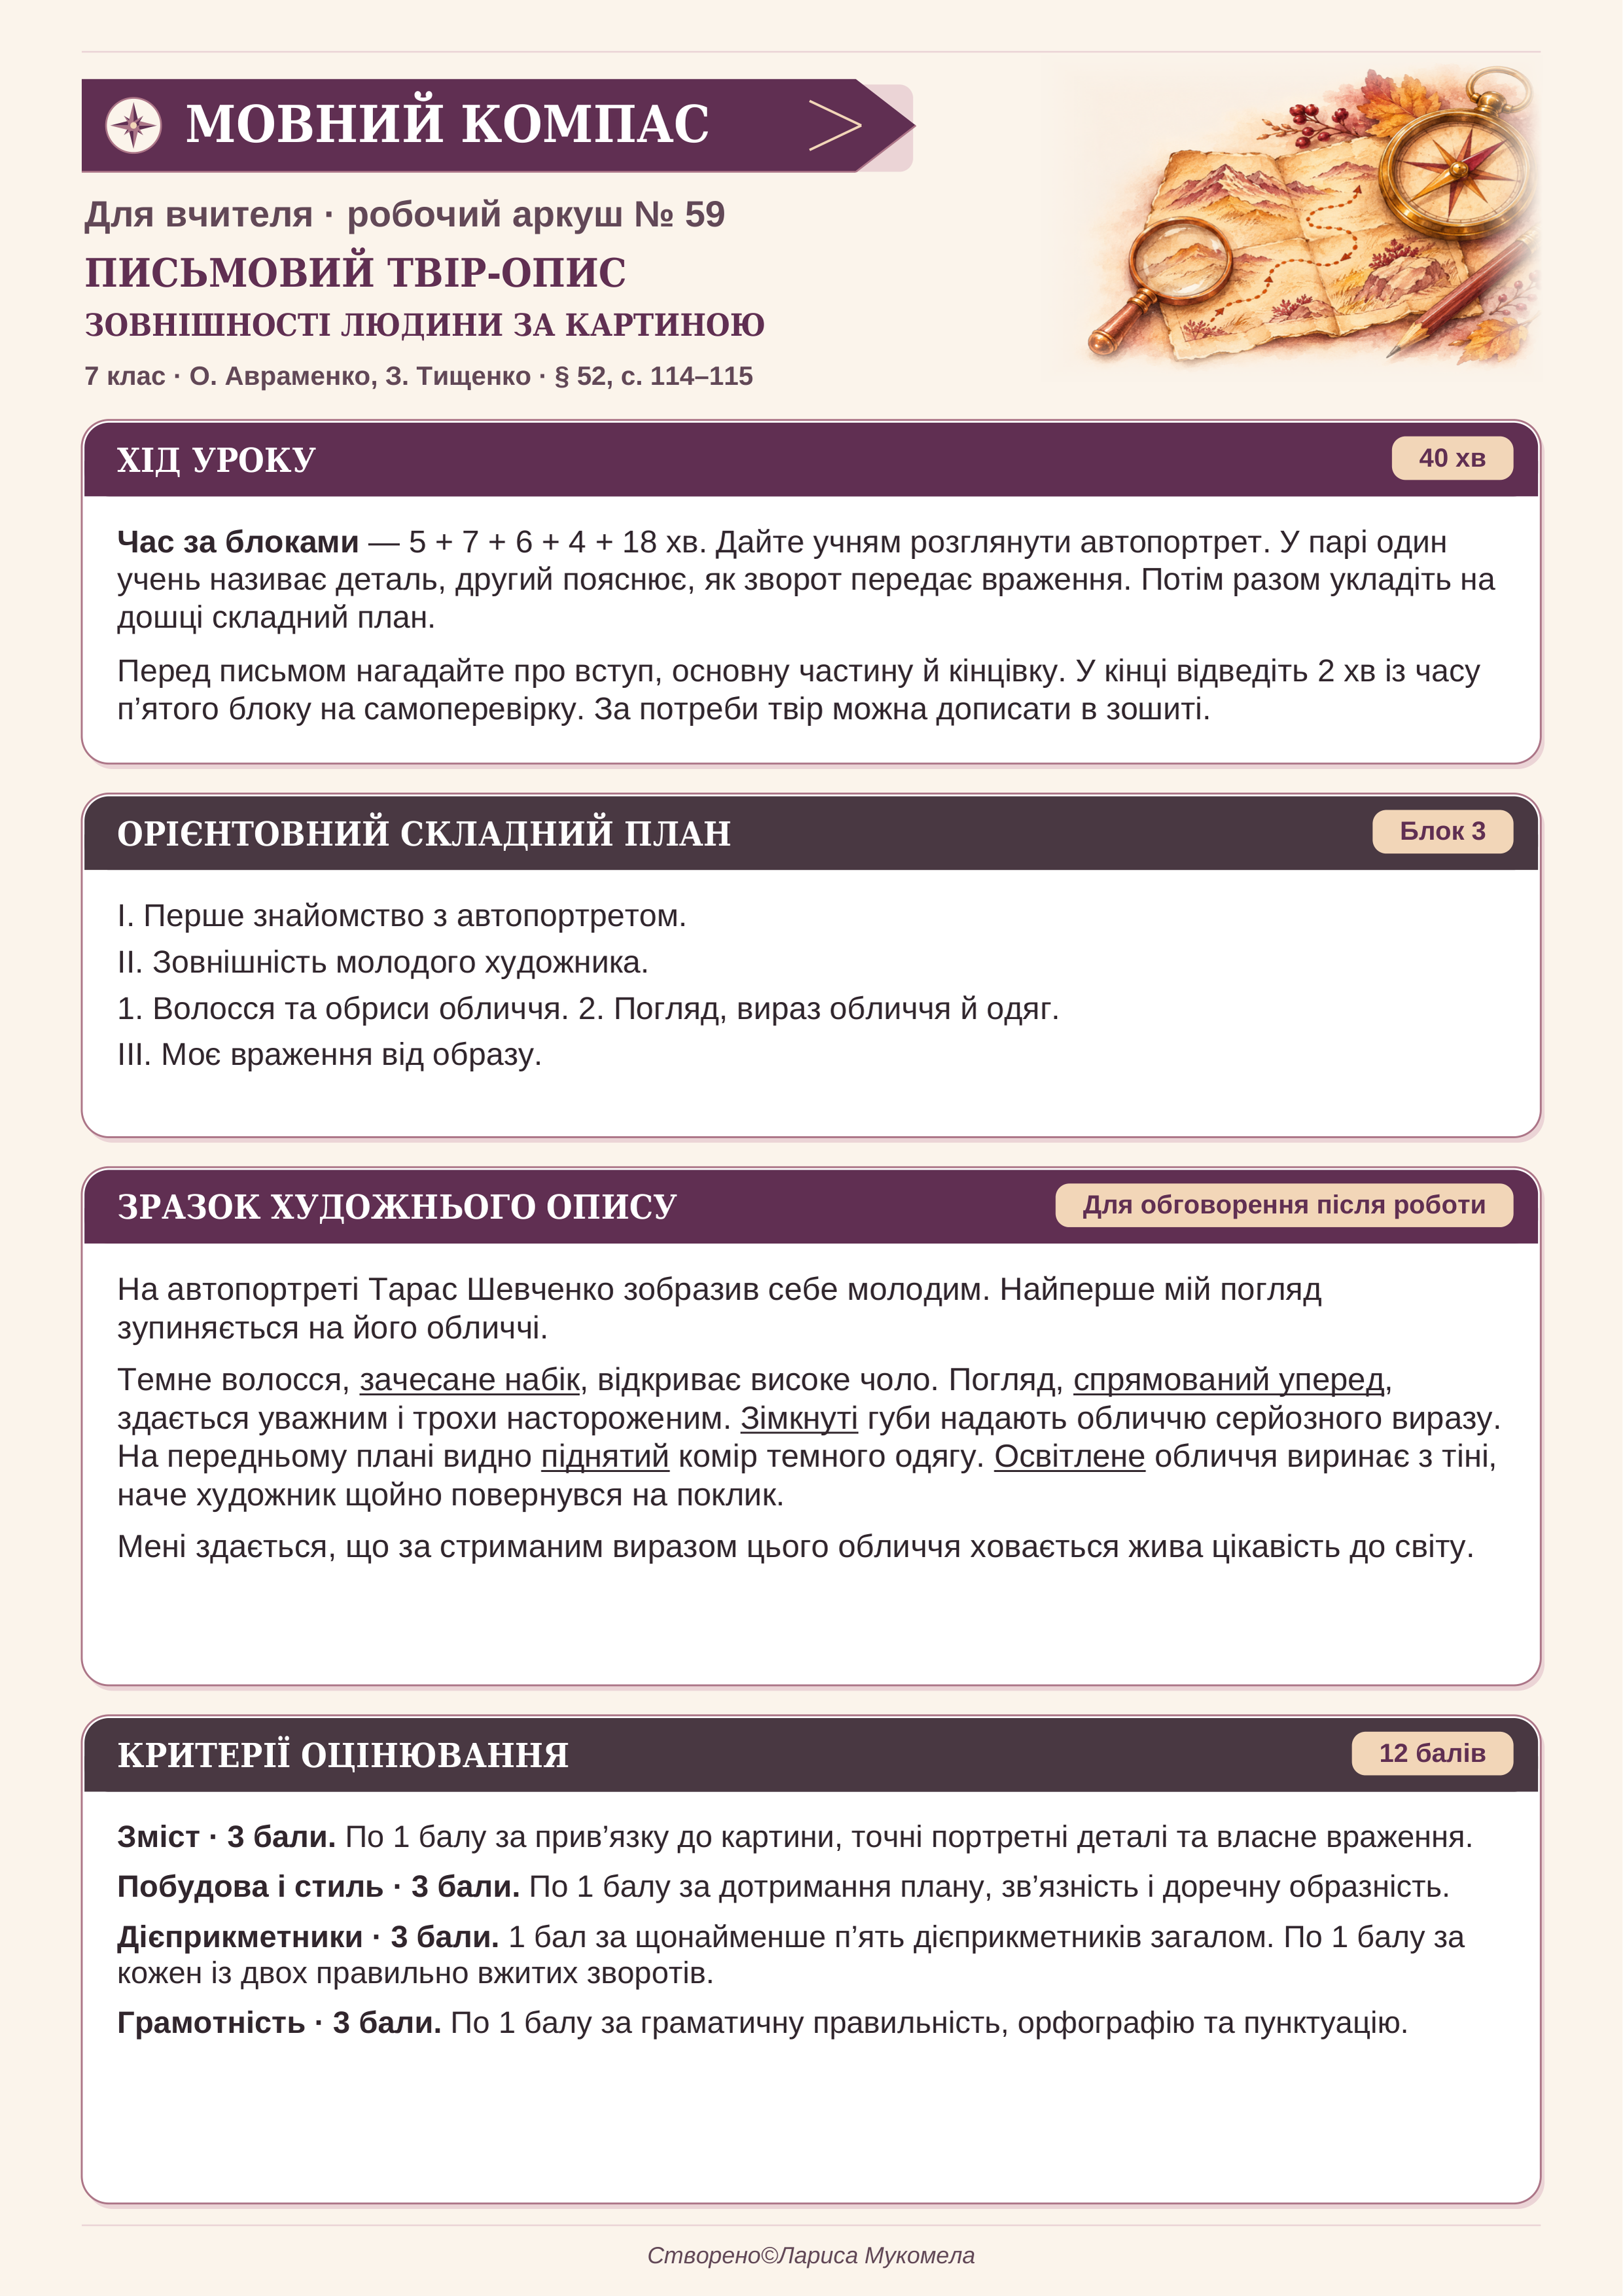 МОВНИЙ КОМПАС
Для вчителя · робочий аркуш № 59
ПИСЬМОВИЙ ТВІР-ОПИС
ЗОВНІШНОСТІ ЛЮДИНИ ЗА КАРТИНОЮ
7 клас · О. Авраменко, З. Тищенко · § 52, с. 114–115
ХІД УРОКУ
40 хв
Час за блоками — 5 + 7 + 6 + 4 + 18 хв. Дайте учням розглянути автопортрет. У парі один
учень називає деталь, другий пояснює, як зворот передає враження. Потім разом укладіть на
дошці складний план.
Перед письмом нагадайте про вступ, основну частину й кінцівку. У кінці відведіть 2 хв із часу
п’ятого блоку на самоперевірку. За потреби твір можна дописати в зошиті.
ОРІЄНТОВНИЙ СКЛАДНИЙ ПЛАН
Блок 3
І. Перше знайомство з автопортретом.
ІІ. Зовнішність молодого художника.
1. Волосся та обриси обличчя. 2. Погляд, вираз обличчя й одяг.
ІІІ. Моє враження від образу.
ЗРАЗОК ХУДОЖНЬОГО ОПИСУ
Для обговорення після роботи
На автопортреті Тарас Шевченко зобразив себе молодим. Найперше мій погляд
зупиняється на його обличчі.
Темне волосся, зачесане набік, відкриває високе чоло. Погляд, спрямований уперед,
здається уважним і трохи настороженим. Зімкнуті губи надають обличчю серйозного виразу.
На передньому плані видно піднятий комір темного одягу. Освітлене обличчя виринає з тіні,
наче художник щойно повернувся на поклик.
Мені здається, що за стриманим виразом цього обличчя ховається жива цікавість до світу.
КРИТЕРІЇ ОЦІНЮВАННЯ
12 балів
Зміст · 3 бали. По 1 балу за прив’язку до картини, точні портретні деталі та власне враження.
Побудова і стиль · 3 бали. По 1 балу за дотримання плану, зв’язність і доречну образність.
Дієприкметники · 3 бали. 1 бал за щонайменше п’ять дієприкметників загалом. По 1 балу за
кожен із двох правильно вжитих зворотів.
Грамотність · 3 бали. По 1 балу за граматичну правильність, орфографію та пунктуацію.
Створено©Лариса Мукомела